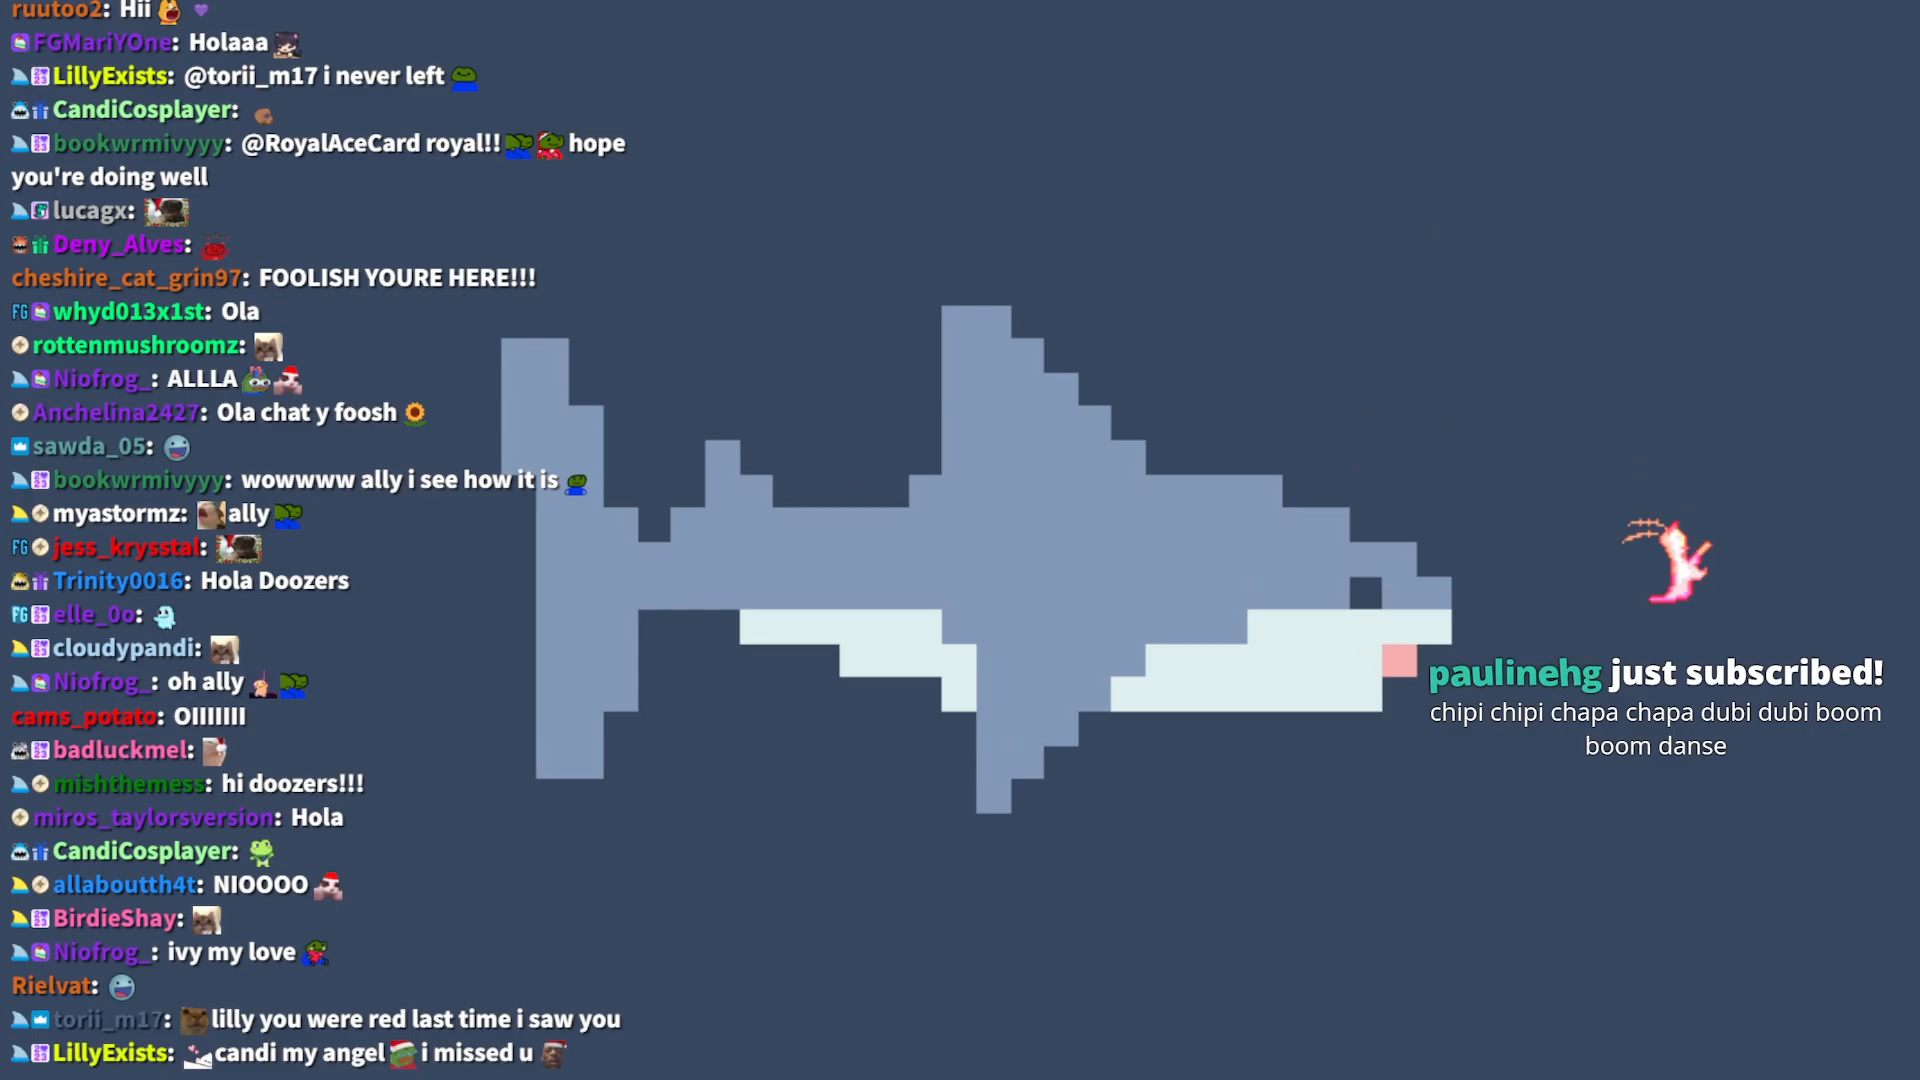 ruutoo2: Hii
FGMariYOne: Holaaa
LillyExists: @torii_m17 i never left
CandiCosplayer:
bookwrmivyyy: @RoyalAceCard royal!! hope
you're doing well
lucagx:
Deny_Alves:
cheshire_cat_grin97: FOOLISH YOURE HERE!!!
FG whyd013x1st: Ola
rottenmushroomz:
Niofrog_: ALLLA
Anchelina2427: Ola chat y foosh
sawda_05:
bookwrmivyyy: wowwww ally i see how it is
myastormz: ally
FG jess_krysstal:
Trinity0016: Hola Doozers
FG elle_0o:
cloudypandi:
Niofrog_: oh ally
cams_potato: OIIIIIII
badluckmel:
mishthemess: hi doozers!!!
miros_taylorsversion: Hola
CandiCosplayer:
allaboutth4t: NIOOOO
BirdieShay:
Niofrog_: ivy my love
Rielvat:
torii_m17: lilly you were red last time i saw you
LillyExists: candi my angel i missed u
paulinehg just subscribed!
chipi chipi chapa chapa dubi dubi boom
boom danse